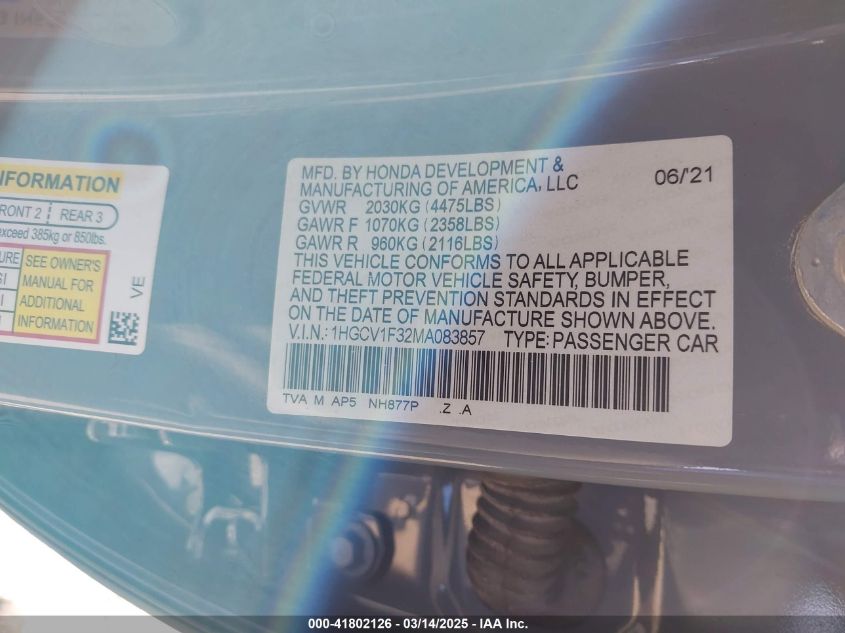 NFORMATION
FRONT 2 | REAR 3
exceed 385kg or 850lbs.
SEE OWNER'S
MANUAL FOR
ADDITIONAL
INFORMATION
VE
MFD. BY HONDA DEVELOPMENT &
MANUFACTURING OF AMERICA, LLC 06/'21
GVWR 2030KG (4475LBS)
GAWR F 1070KG (2358LBS)
GAWR R 960KG (2116LBS)
THIS VEHICLE CONFORMS TO ALL APPLICABLE
FEDERAL MOTOR VEHICLE SAFETY, BUMPER,
AND THEFT PREVENTION STANDARDS IN EFFECT
ON THE DATE OF MANUFACTURE SHOWN ABOVE.
V.I.N.: 1HGCV1F32MA083857 TYPE: PASSENGER CAR
TVA M AP5 NH877P .Z .A
000-41802126 - 03/14/2025 - IAA Inc.